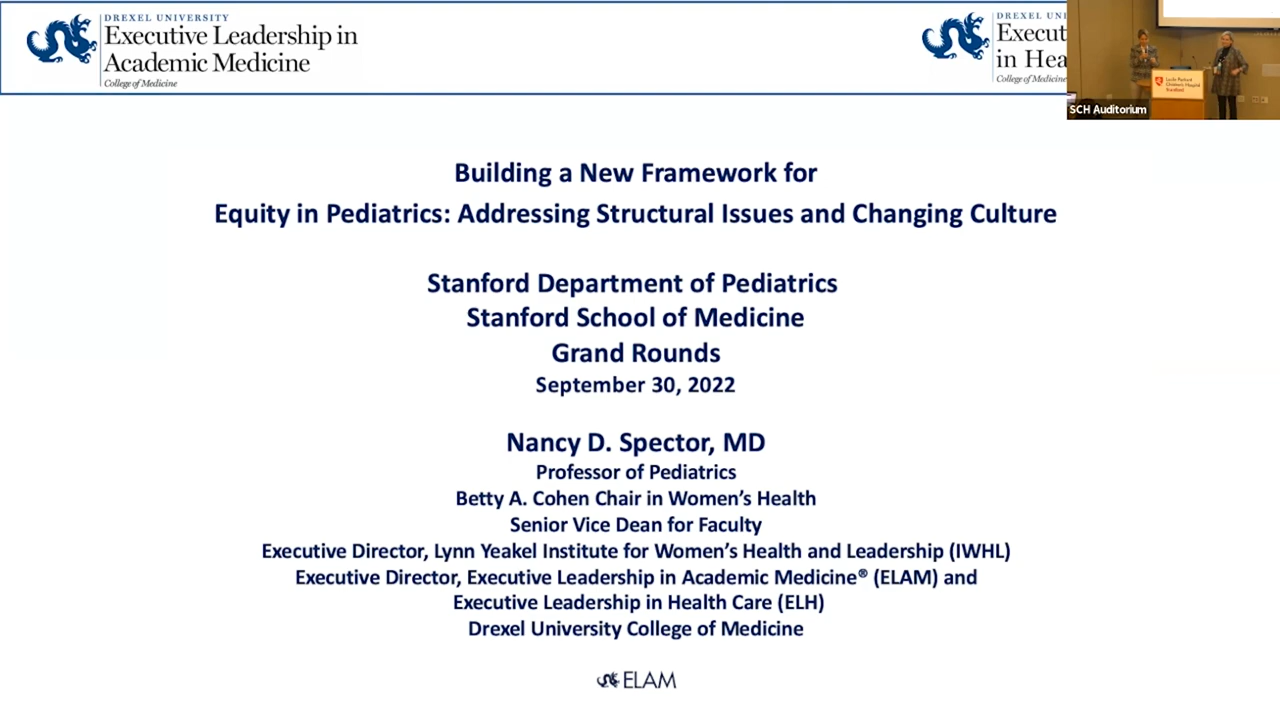 DREXEL UNIVERSITY
Executive Leadership in
Academic Medicine
College of Medicine
DREXEL UNI
Execut
in Hea
College of Medicine
SCH Auditorium
Building a New Framework for
Equity in Pediatrics: Addressing Structural Issues and Changing Culture
Stanford Department of Pediatrics
Stanford School of Medicine
Grand Rounds
September 30, 2022
Nancy D. Spector, MD
Professor of Pediatrics
Betty A. Cohen Chair in Women's Health
Senior Vice Dean for Faculty
Executive Director, Lynn Yeakel Institute for Women's Health and Leadership (IWHL)
Executive Director, Executive Leadership in Academic Medicine® (ELAM) and
Executive Leadership in Health Care (ELH)
Drexel University College of Medicine
ELAM